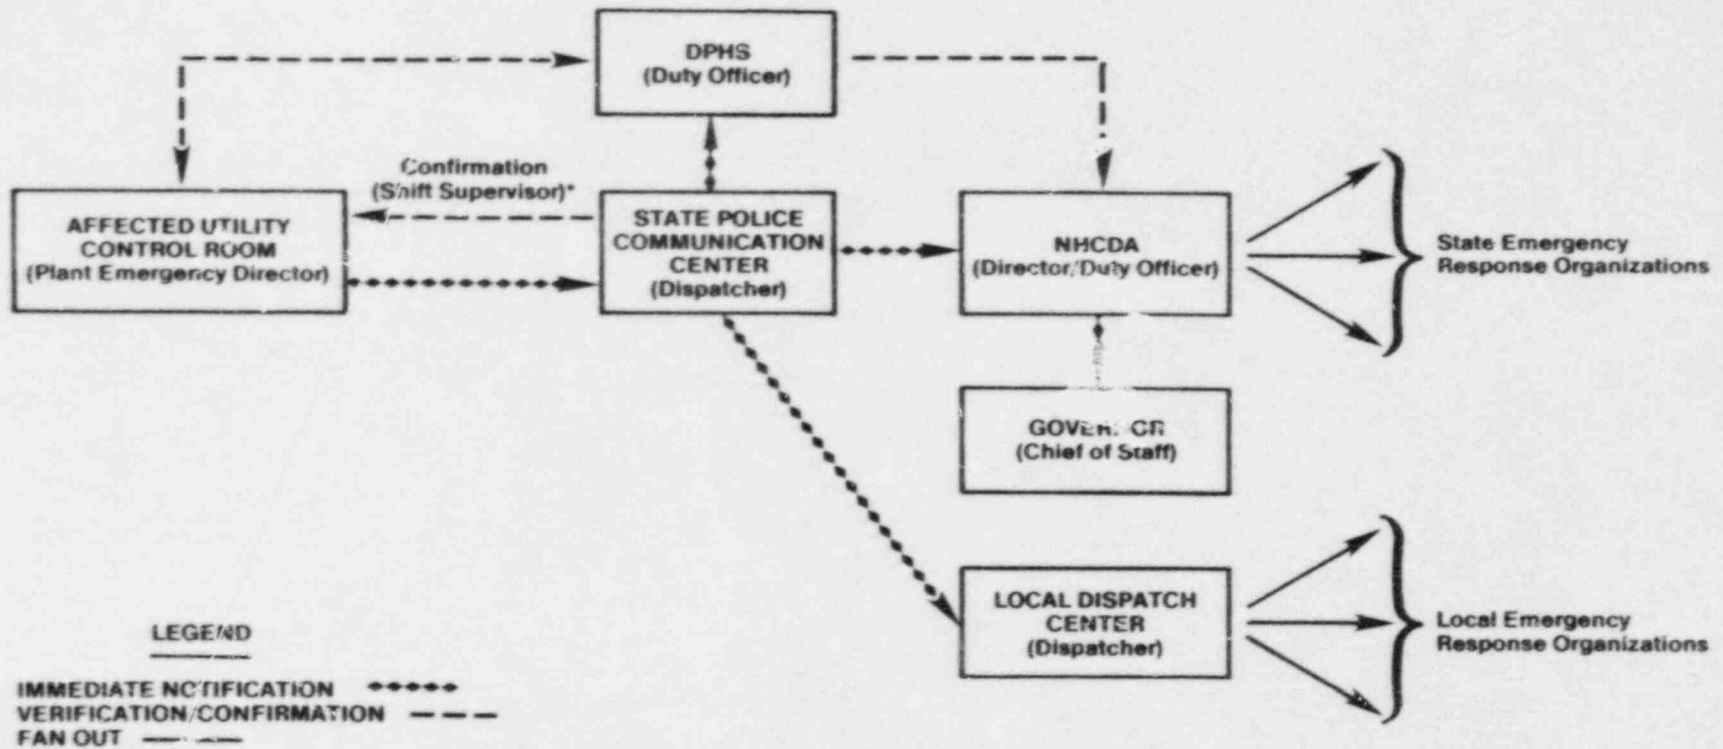 DPHS
(Duty Officer)
Confirmation
(Shift Supervisor)*
AFFECTED UTILITY
CONTROL ROOM
(Plant Emergency Director)
STATE POLICE
COMMUNICATION
CENTER
(Dispatcher)
NHCDA
(Director/Duty Officer)
State Emergency
Response Organizations
GOVERNOR
(Chief of Staff)
LOCAL DISPATCH
CENTER
(Dispatcher)
Local Emergency
Response Organizations
LEGEND
IMMEDIATE NOTIFICATION
VERIFICATION/CONFIRMATION
FAN OUT